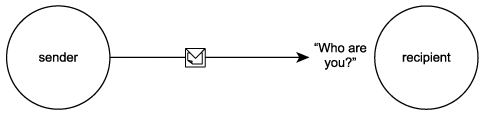 sender
“Who are
you?”
recipient